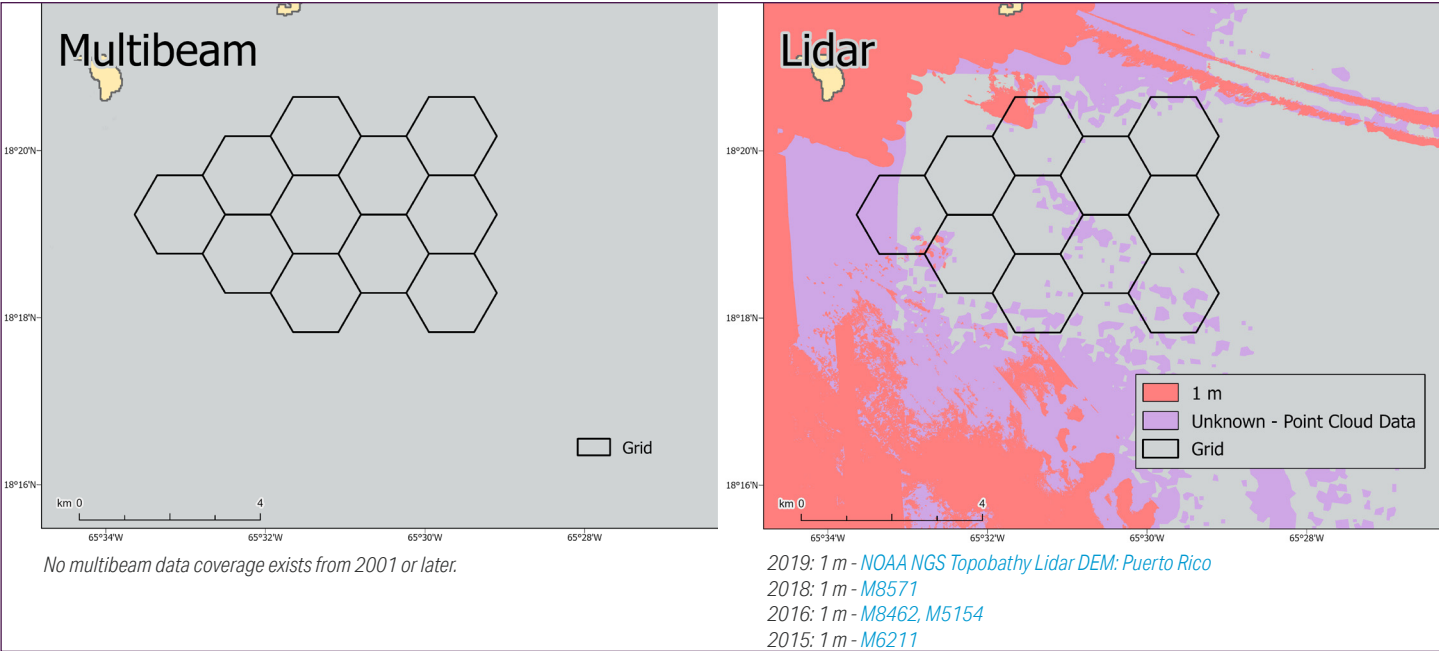 Multibeam
18°20'N
18°18'N
Grid
18°16'N
km 0 4
65°34'W 65°32'W 65°30'W 65°28'W
No multibeam data coverage exists from 2001 or later.
Lidar
18°20'N
18°18'N
1 m
Unknown - Point Cloud Data
Grid
18°16'N
km 0 4
65°34'W 65°32'W 65°30'W 65°28'W
2019: 1 m - NOAA NGS Topobathy Lidar DEM: Puerto Rico
2018: 1 m - M8571
2016: 1 m - M8462, M5154
2015: 1 m - M6211